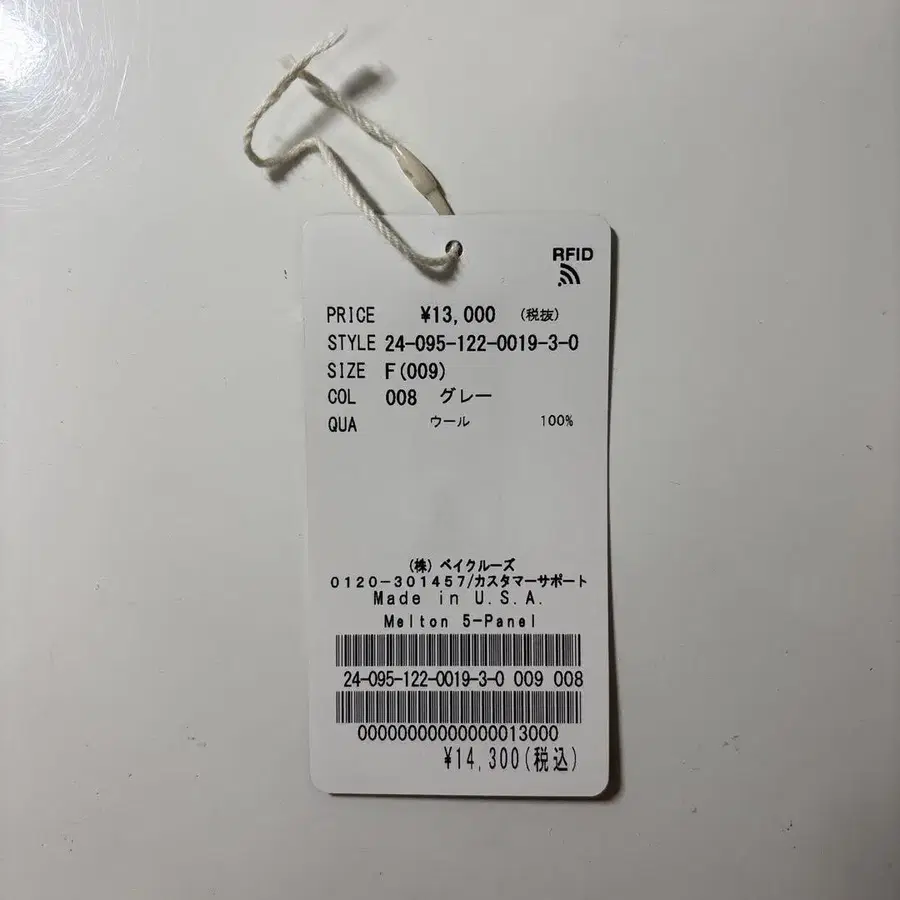 RFID
PRICE ¥13,000 (税抜)
STYLE 24-095-122-0019-3-0
SIZE F(009)
COL 008 グレー
QUA ウール 100%
(株) ベイクルーズ
0120-301457/カスタマーサポート
Made in U.S.A.
Melton 5-Panel
24-095-122-0019-3-0 009 008
00000000000000013000
¥14,300(税込)